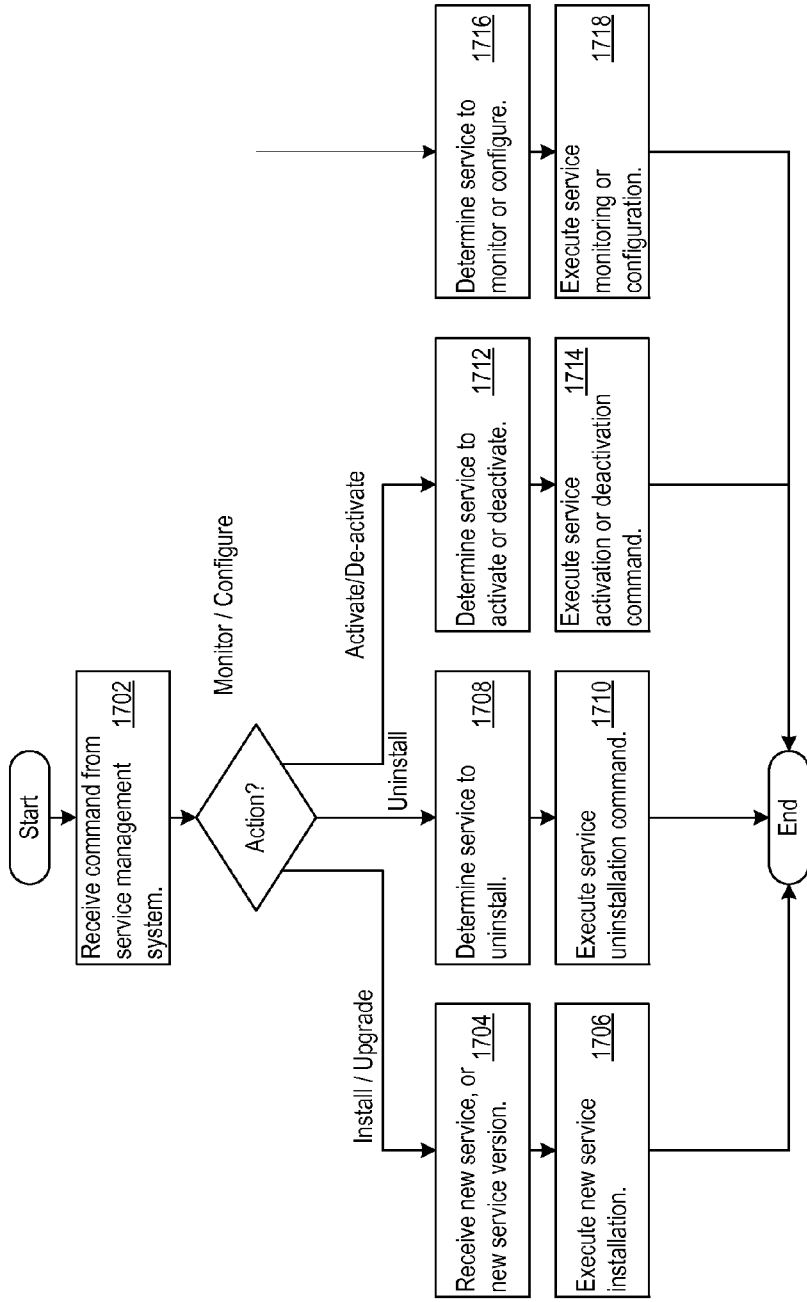 Start
Receive command from
service management
system.
1702
Action?
Monitor / Configure
Install / Upgrade
Uninstall
Activate/De-activate
Receive new service, or
new service version.
1704
Execute new service
installation.
1706
Determine service to
uninstall.
1708
Execute service
uninstallation command.
1710
Determine service to
activate or deactivate.
1712
Execute service
activation or deactivation
command.
1714
Determine service to
monitor or configure.
1716
Execute service
monitoring or
configuration.
1718
End